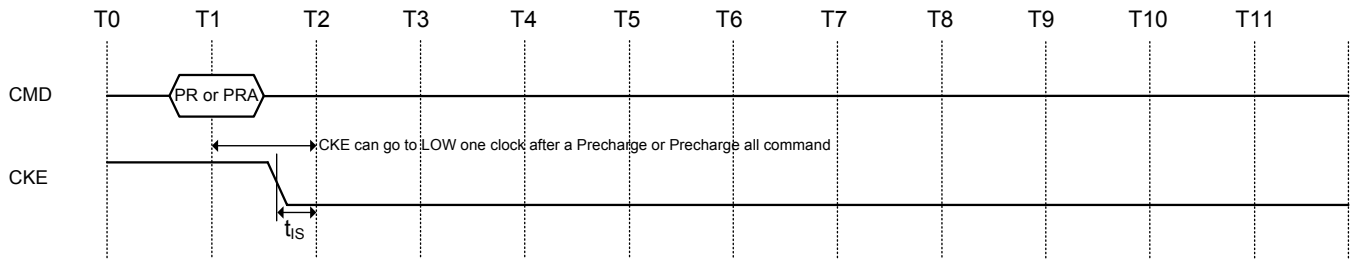 T0 T1 T2 T3 T4 T5 T6 T7 T8 T9 T10 T11
CMD PR or PRA
CKE can go to LOW one clock after a Precharge or Precharge all command
CKE
tIS